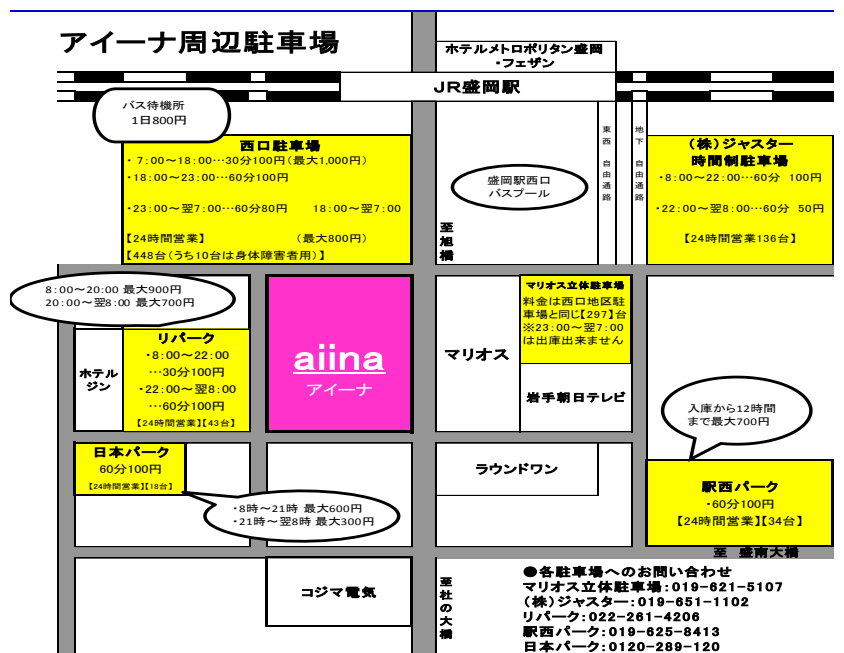 アイーナ周辺駐車場
ホテルメトロポリタン盛岡
・フェザン
JR盛岡駅
バス待機所
1日800円
西口駐車場
・ 7:00~18:00…30分100円(最大1,000円)
・18:00~23:00…60分100円
・23:00~翌7:00…60分80円 18:00~翌7:00
【24時間営業】 (最大800円)
【448台(うち10台は身体障害者用)】
盛岡駅西口
バスプール
東西 自由通路
地下 自由通路
(株)ジャスター
時間制駐車場
・8:00~22:00…60分 100円
・22:00~翌8:00…60分 50円
【24時間営業136台】
至旭橋
8:00~20:00 最大900円
20:00~翌8:00 最大700円
リパーク
・8:00~22:00
…30分100円
・22:00~翌8:00
…60分100円
【24時間営業】【43台】
ホテル
ジン
aiina
アイーナ
マリオス
マリオス立体駐車場
料金は西口地区駐
車場と同じ【297】台
※23:00~翌7:00
は出庫出来ません
岩手朝日テレビ
入庫から12時間
まで最大700円
日本パーク
60分100円
【24時間営業】【18台】
・8時~21時 最大600円
・21時~翌8時 最大300円
ラウンドワン
駅西パーク
・60分100円
【24時間営業】【34台】
至 盛南大橋
コジマ電気
至杜の大橋
●各駐車場へのお問い合わせ
マリオス立体駐車場:019-621-5107
(株)ジャスター:019-651-1102
リパーク:022-261-4206
駅西パーク:019-625-8413
日本パーク:0120-289-120